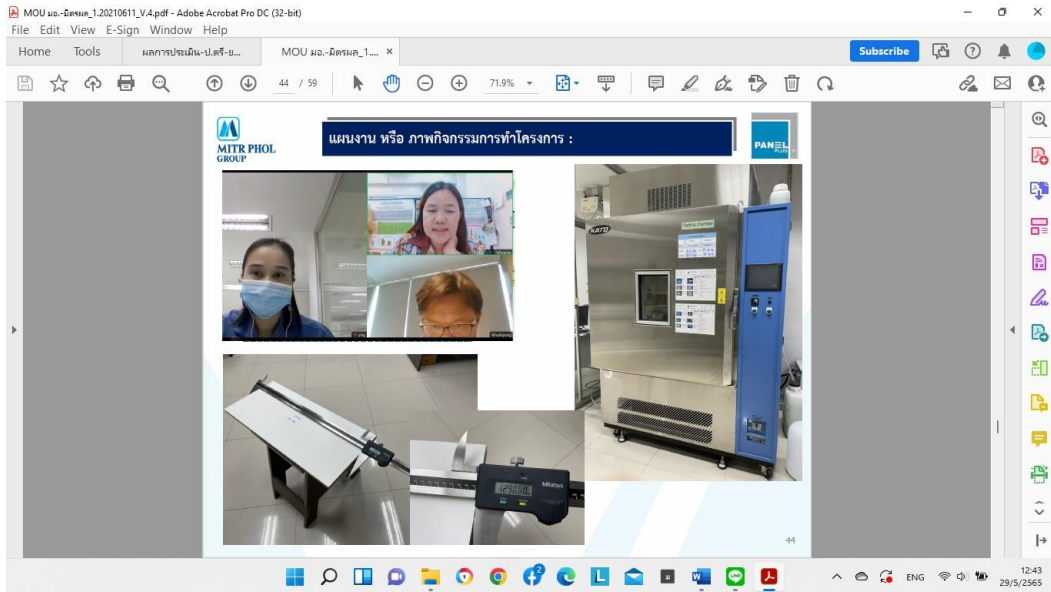 MOU มอ.-มิตรผล_1.20210611_V.4.pdf - Adobe Acrobat Pro DC (32-bit)
File Edit View E-Sign Window Help
Home Tools ผลการประเมิน-ป.ตรี-ย... MOU มอ.-มิตรผล_1.... ×
Subscribe
44 / 59 71.9%
MITR PHOL
GROUP
แผนงาน หรือ ภาพกิจกรรมการทำโครงการ :
PANEL
PLUS
KATO
Testing Chamber
Mitutoyo
44
ENG
12:43
29/5/2565